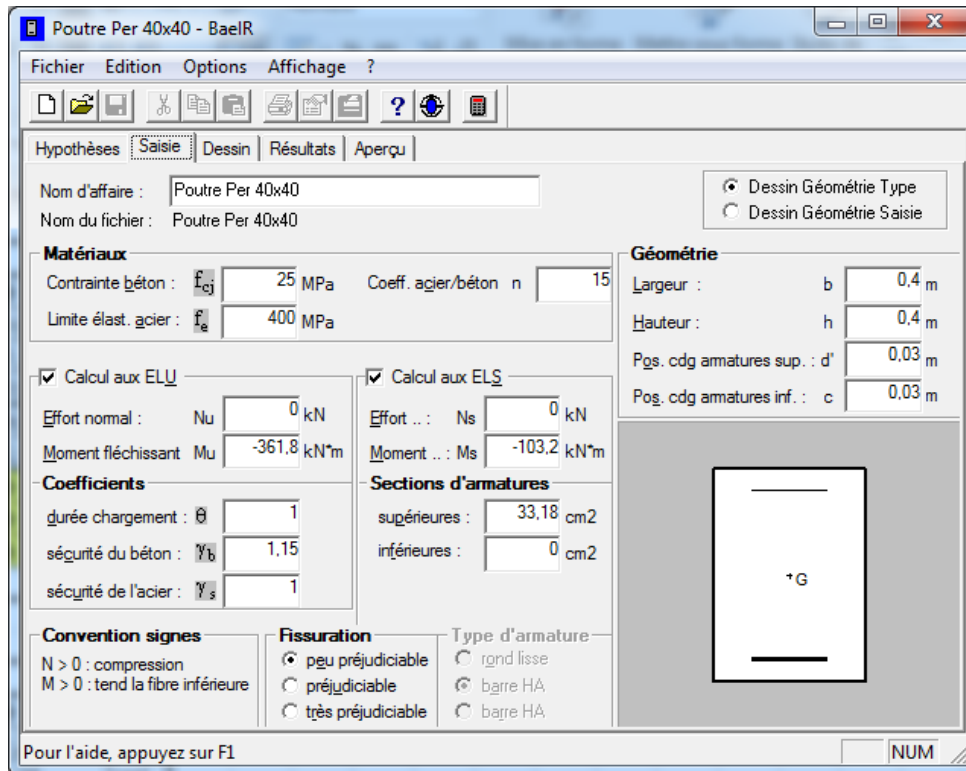 Poutre Per 40x40 - BaelR
Fichier Edition Options Affichage ?
Hypothèses Saisie Dessin Résultats Aperçu
Nom d'affaire : Poutre Per 40x40
Nom du fichier : Poutre Per 40x40
Dessin Géométrie Type
Dessin Géométrie Saisie
Matériaux
Contrainte béton : fcj 25 MPa Coeff. acier/béton n 15
Limite élast. acier : fe 400 MPa
Géométrie
Largeur : b 0,4 m
Hauteur : h 0,4 m
Pos. cdg armatures sup. : d' 0,03 m
Pos. cdg armatures inf. : c 0,03 m
Calcul aux ELU
Effort normal : Nu 0 kN
Moment fléchissant Mu -361,8 kN*m
Coefficients
durée chargement : θ 1
sécurité du béton : γb 1,15
sécurité de l'acier : γs 1
Calcul aux ELS
Effort .. : Ns 0 kN
Moment .. : Ms -103,2 kN*m
Sections d'armatures
supérieures : 33,18 cm2
inférieures : 0 cm2
+G
Convention signes
N > 0 : compression
M > 0 : tend la fibre inférieure
Fissuration
peu préjudiciable
préjudiciable
très préjudiciable
Type d'armature
rond lisse
barre HA
barre HA
Pour l'aide, appuyez sur F1
NUM